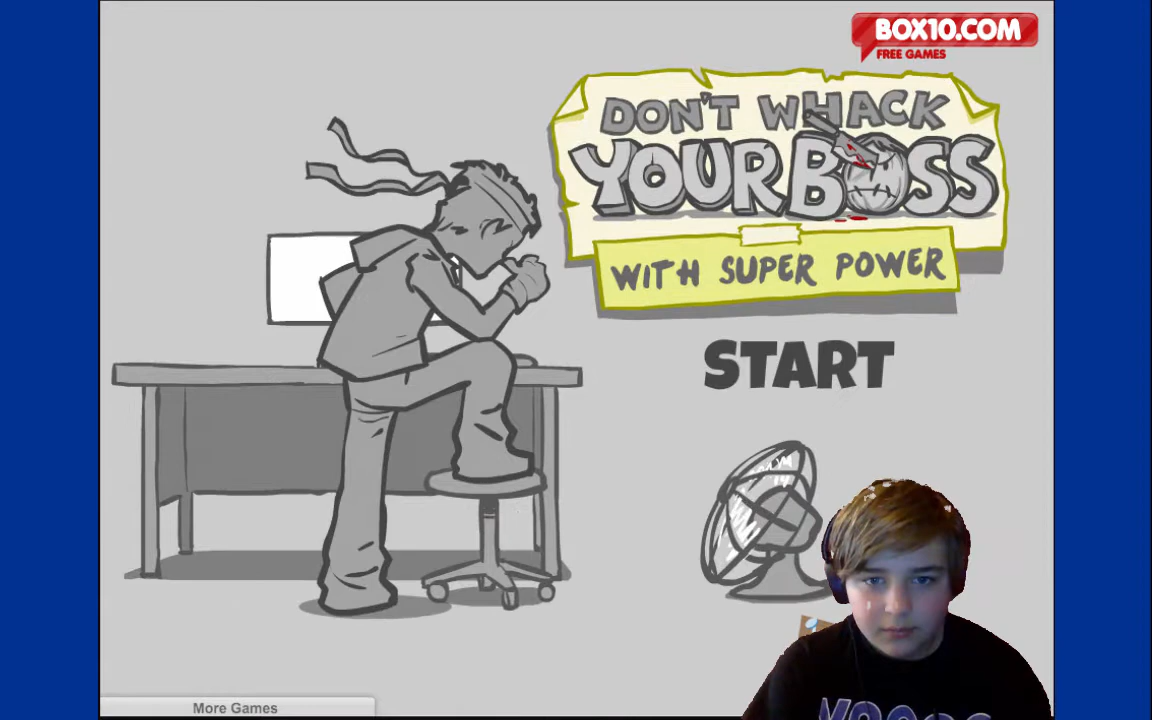 BOX10.COM
FREE GAMES
DON'T WHACK
YOUR BOSS
WITH SUPER POWER
START
More Games